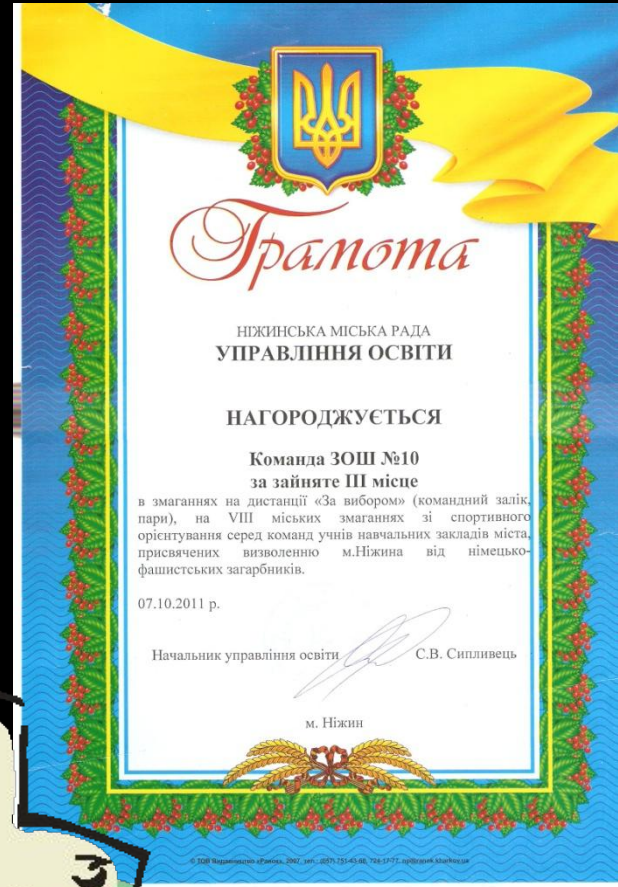 Грамота
НІЖИНСЬКА МІСЬКА РАДА
УПРАВЛІННЯ ОСВІТИ
НАГОРОДЖУЄТЬСЯ
Команда ЗОШ №10
за зайняте ІІІ місце
в змаганнях на дистанції «За вибором» (командний залік,
пари), на VIII міських змаганнях зі спортивного
орієнтування серед команд учнів навчальних закладів міста,
присвячених визволенню м.Ніжина від німецько-
фашистських загарбників.
07.10.2011 р.
Начальник управління освіти С.В. Сипливець
м. Ніжин